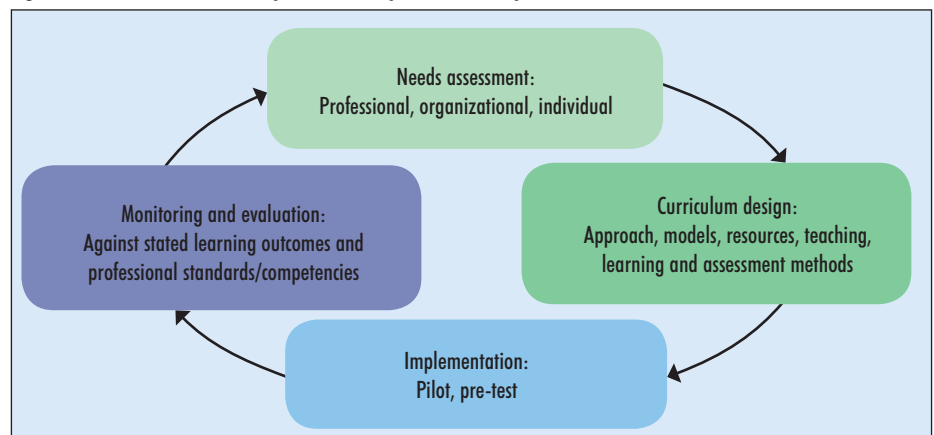 Needs assessment:
Professional, organizational, individual
Curriculum design:
Approach, models, resources, teaching,
learning and assessment methods
Implementation:
Pilot, pre-test
Monitoring and evaluation:
Against stated learning outcomes and
professional standards/competencies